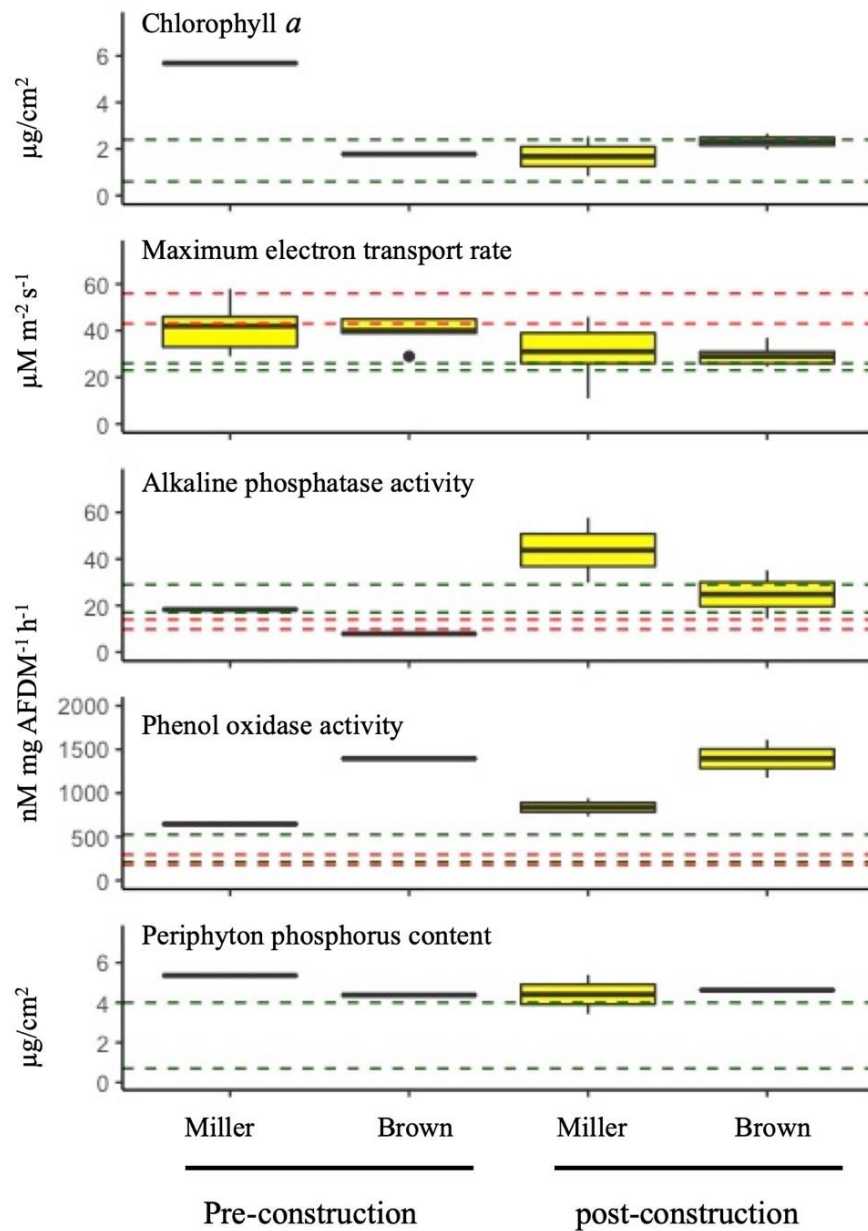 Chlorophyll a
µg/cm²
6
4
2
0
Maximum electron transport rate
µM m⁻² s⁻¹
60
40
20
0
Alkaline phosphatase activity
60
40
20
0
nM mg AFDM⁻¹ h⁻¹
Phenol oxidase activity
2000
1500
1000
500
0
Periphyton phosphorus content
µg/cm²
6
4
2
0
Miller Brown Miller Brown
Pre-construction post-construction